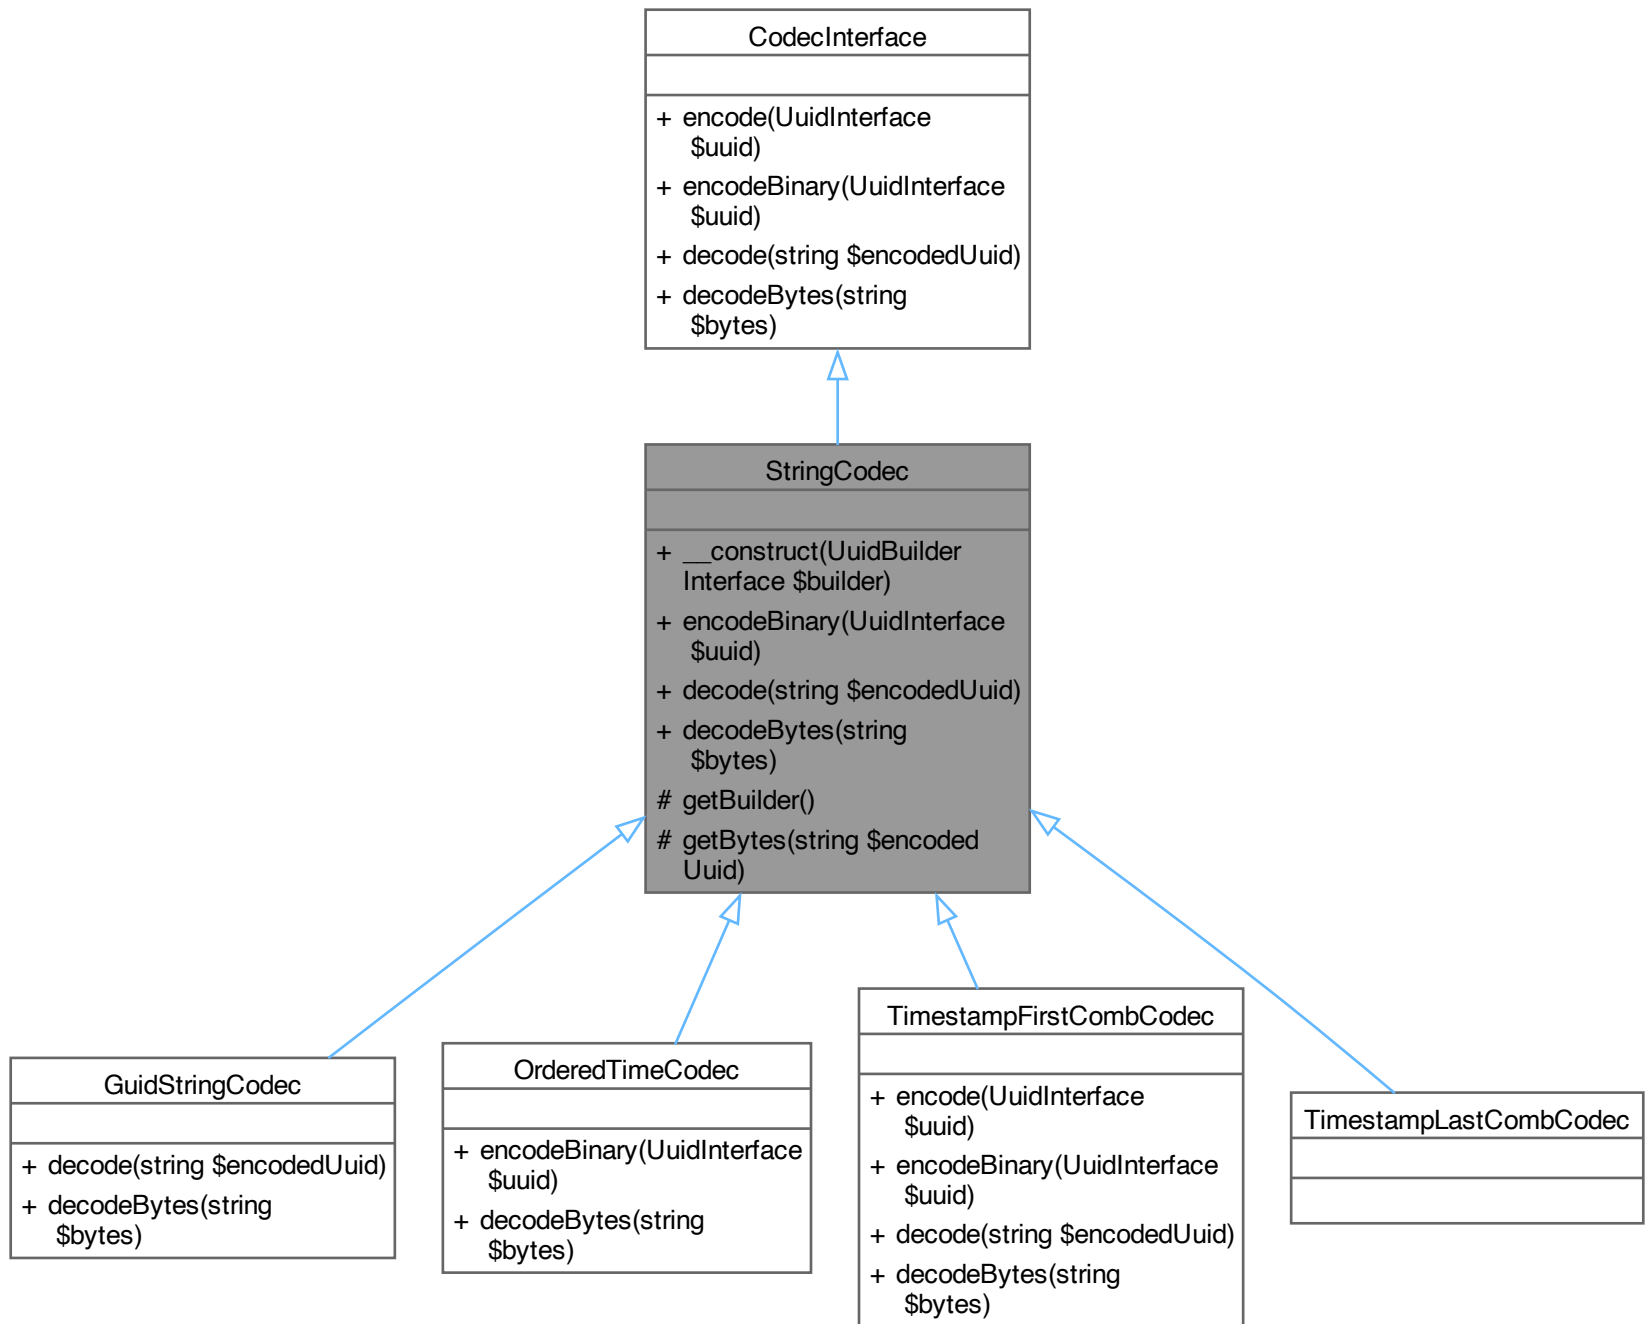 CodecInterface
+ encode(UuidInterface
$uuid)
+ encodeBinary(UuidInterface
$uuid)
+ decode(string $encodedUuid)
+ decodeBytes(string
$bytes)
StringCodec
+ __construct(UuidBuilder
Interface $builder)
+ encodeBinary(UuidInterface
$uuid)
+ decode(string $encodedUuid)
+ decodeBytes(string
$bytes)
# getBuilder()
# getBytes(string $encoded
Uuid)
GuidStringCodec
+ decode(string $encodedUuid)
+ decodeBytes(string
$bytes)
OrderedTimeCodec
+ encodeBinary(UuidInterface
$uuid)
+ decodeBytes(string
$bytes)
TimestampFirstCombCodec
+ encode(UuidInterface
$uuid)
+ encodeBinary(UuidInterface
$uuid)
+ decode(string $encodedUuid)
+ decodeBytes(string
$bytes)
TimestampLastCombCodec